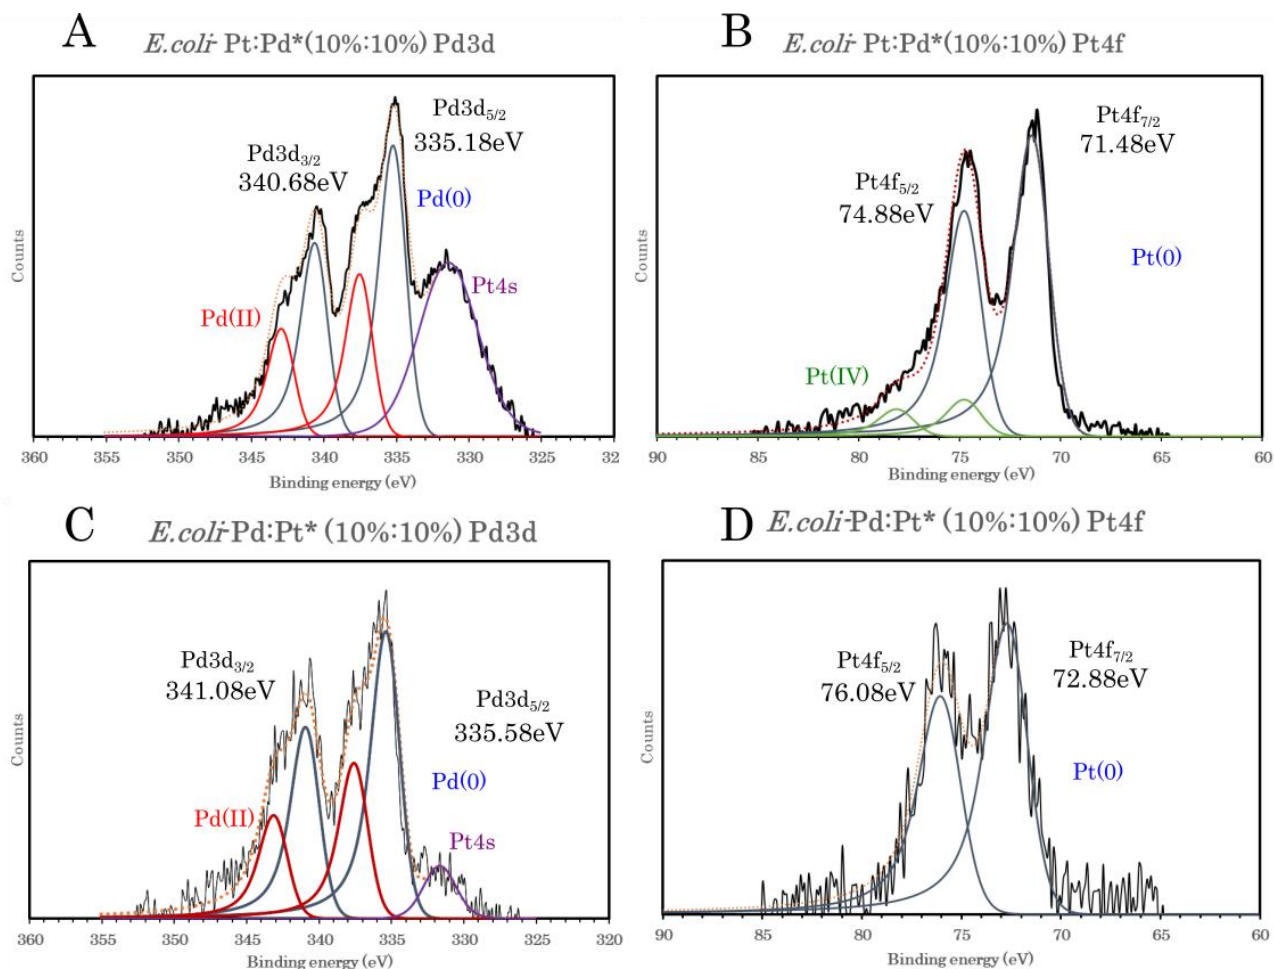 A
E.coli- Pt:Pd*(10%:10%) Pd3d
Pd3d5/2
335.18eV
Pd3d3/2
340.68eV
Pd(0)
Pt4s
Pd(II)
Counts
360
355
350
345
340
335
330
325
32
Binding energy (eV)
B
E.coli- Pt:Pd*(10%:10%) Pt4f
Pt4f7/2
71.48eV
Pt4f5/2
74.88eV
Pt(0)
Pt(IV)
Counts
90
85
80
75
70
65
60
Binding energy (eV)
C
E.coli-Pd:Pt* (10%:10%) Pd3d
Pd3d3/2
341.08eV
Pd3d5/2
335.58eV
Pd(0)
Pd(II)
Pt4s
Counts
360
355
350
345
340
335
330
325
320
Binding energy (eV)
D
E.coli-Pd:Pt* (10%:10%) Pt4f
Pt4f5/2
76.08eV
Pt4f7/2
72.88eV
Pt(0)
Counts
90
85
80
75
70
65
60
Binding energy (eV)